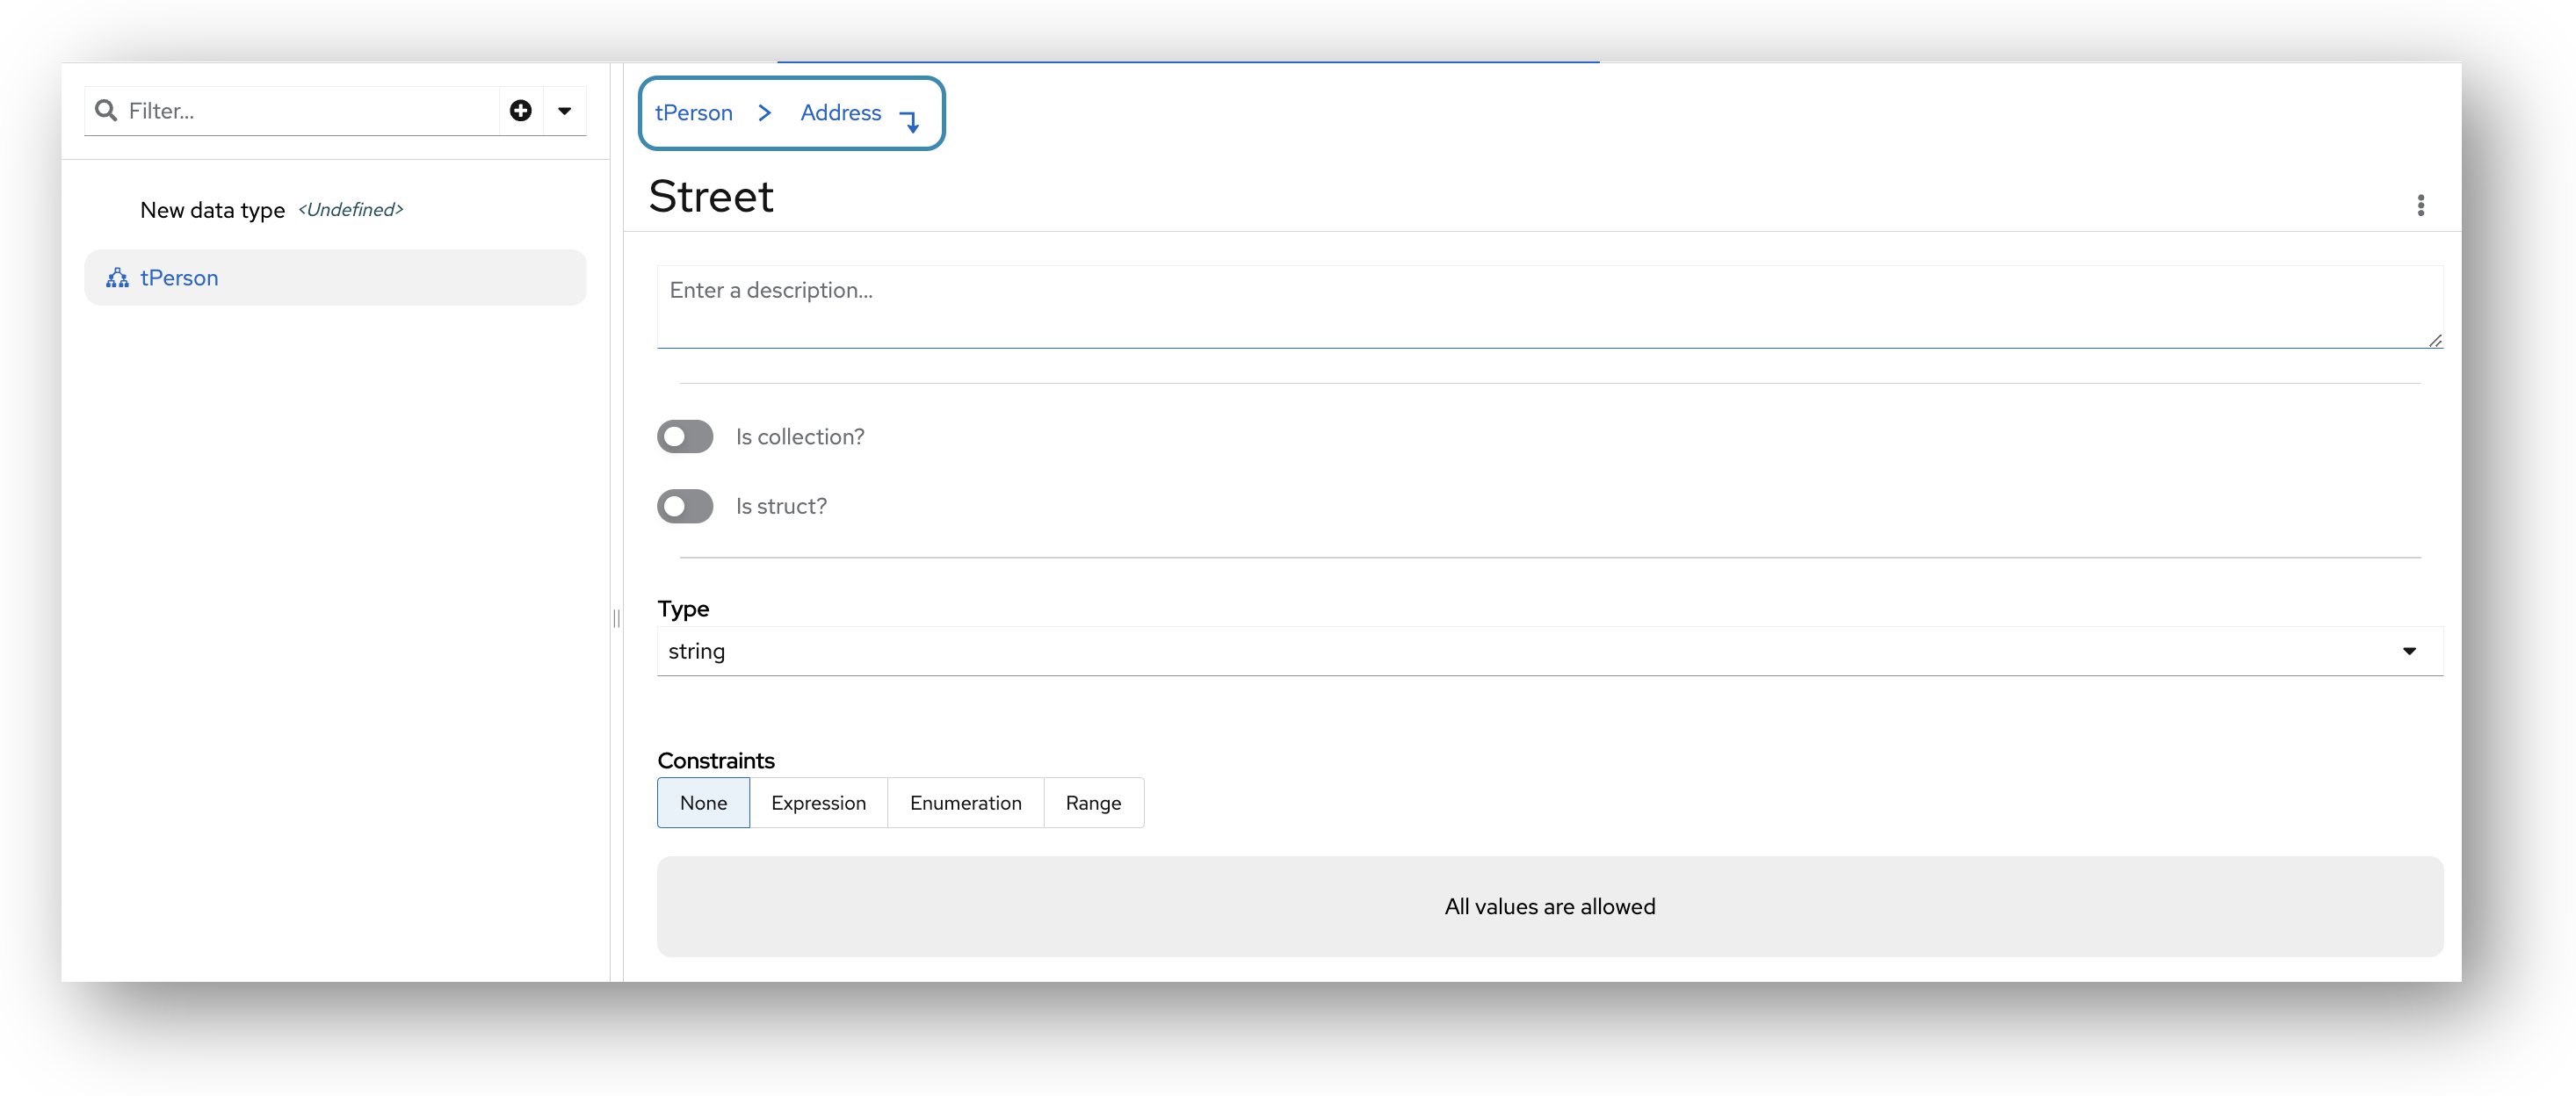 Filter...
New data type <Undefined>
tPerson
tPerson > Address
Street
Enter a description...
Is collection?
Is struct?
Type
string
Constraints
None Expression Enumeration Range
All values are allowed